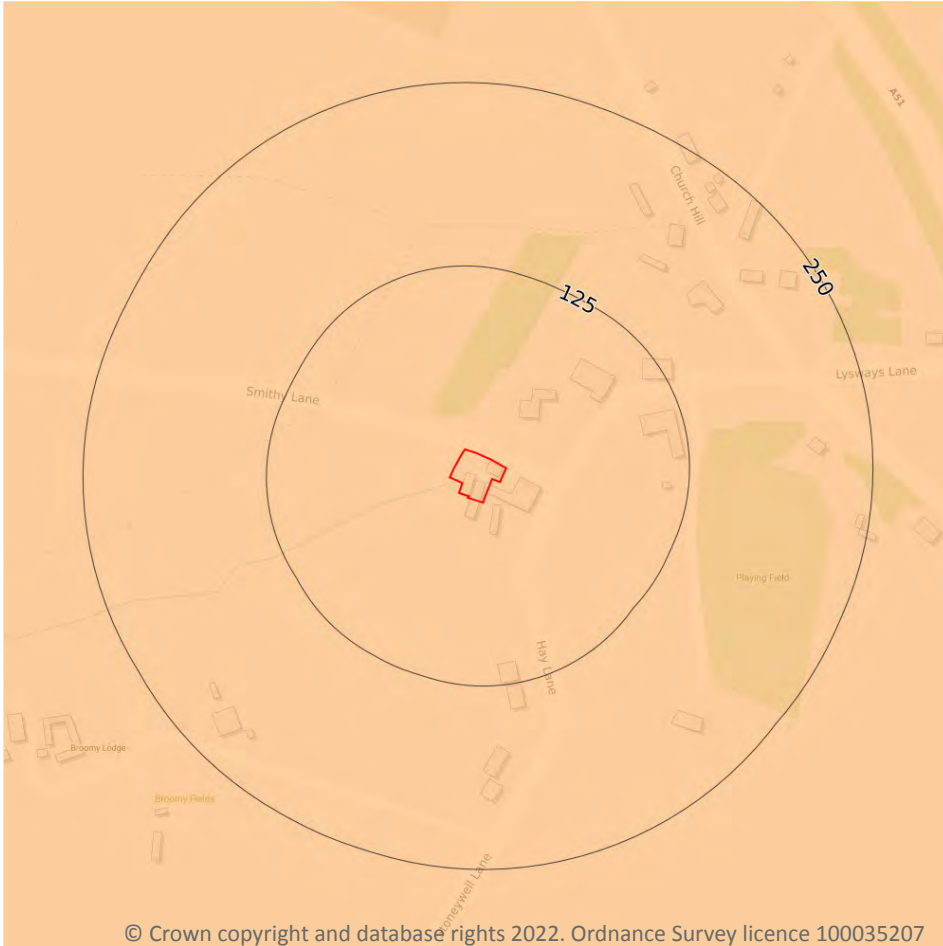 A51
Church Hill
250
125
Lysways Lane
Smithy Lane
Playing Field
Hay Lane
Broomy Lodge
Broomy Fields
Stoneywell Lane
© Crown copyright and database rights 2022. Ordnance Survey licence 100035207